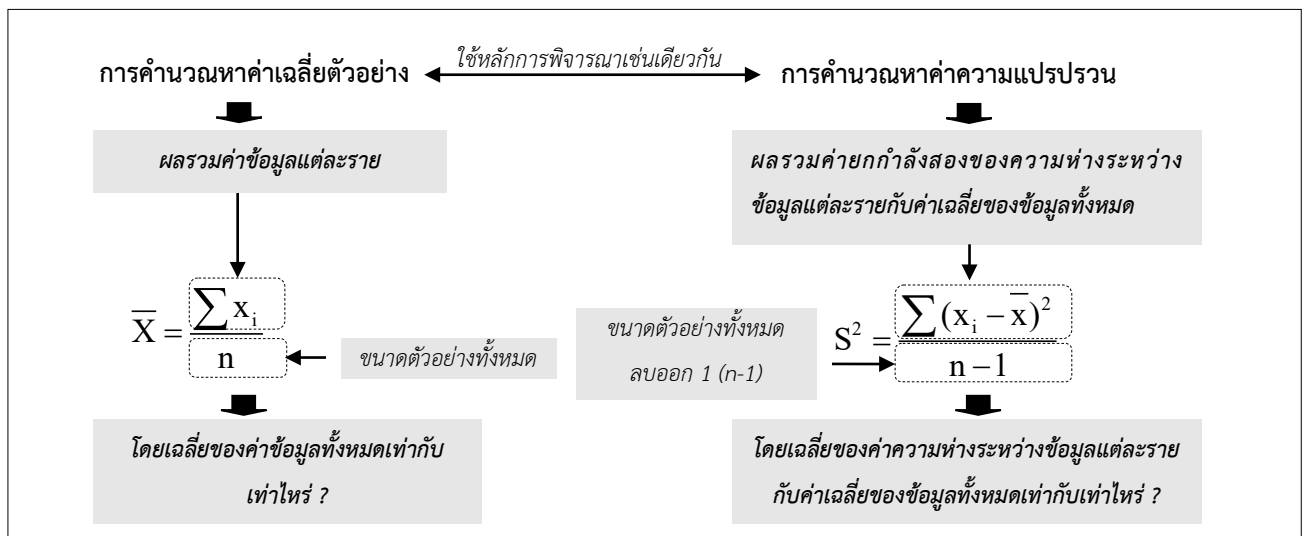 การคำนวณหาค่าเฉลี่ยตัวอย่าง
ใช้หลักการพิจารณาเช่นเดียวกัน
การคำนวณหาค่าความแปรปรวน
ผลรวมค่าข้อมูลแต่ละราย
ผลรวมค่ายกกำลังสองของความห่างระหว่าง
ข้อมูลแต่ละรายกับค่าเฉลี่ยของข้อมูลทั้งหมด
X̅ = ∑ xᵢ / n
ขนาดตัวอย่างทั้งหมด
ขนาดตัวอย่างทั้งหมด
ลบออก 1 (n-1)
S² = ∑ (xᵢ − x̅)² / n − 1
โดยเฉลี่ยของค่าข้อมูลทั้งหมดเท่ากับ
เท่าไหร่ ?
โดยเฉลี่ยของค่าความห่างระหว่างข้อมูลแต่ละราย
กับค่าเฉลี่ยของข้อมูลทั้งหมดเท่ากับเท่าไหร่ ?